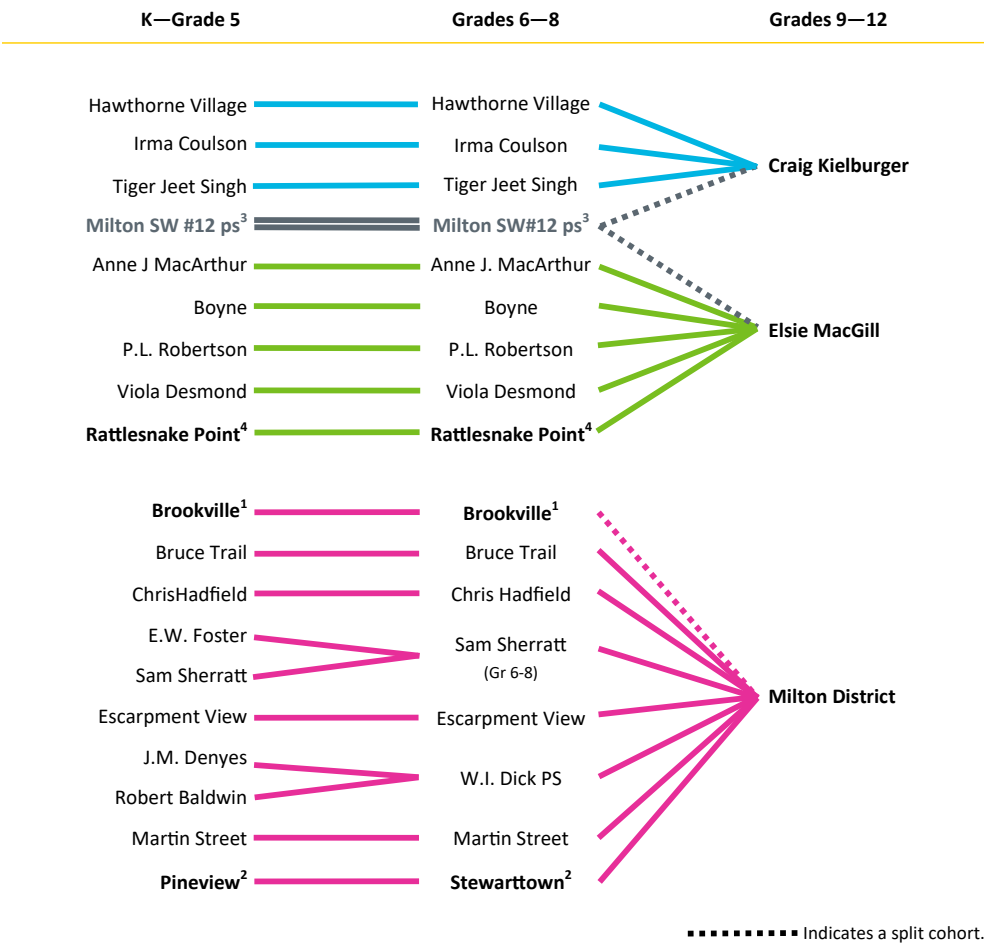 K—Grade 5 Grades 6—8 Grades 9—12
Hawthorne Village Hawthorne Village
Irma Coulson Irma Coulson
Craig Kielburger
Tiger Jeet Singh Tiger Jeet Singh
Milton SW #12 ps³ Milton SW#12 ps³
Anne J MacArthur Anne J. MacArthur
Boyne Boyne
Elsie MacGill
P.L. Robertson P.L. Robertson
Viola Desmond Viola Desmond
Rattlesnake Point⁴ Rattlesnake Point⁴
Brookville¹ Brookville¹
Bruce Trail Bruce Trail
ChrisHadfield Chris Hadfield
E.W. Foster
Sam Sherratt
(Gr 6-8)
Sam Sherratt
Milton District
Escarpment View Escarpment View
J.M. Denyes
W.I. Dick PS
Robert Baldwin
Martin Street Martin Street
Pineview² Stewarttown²
Indicates a split cohort.